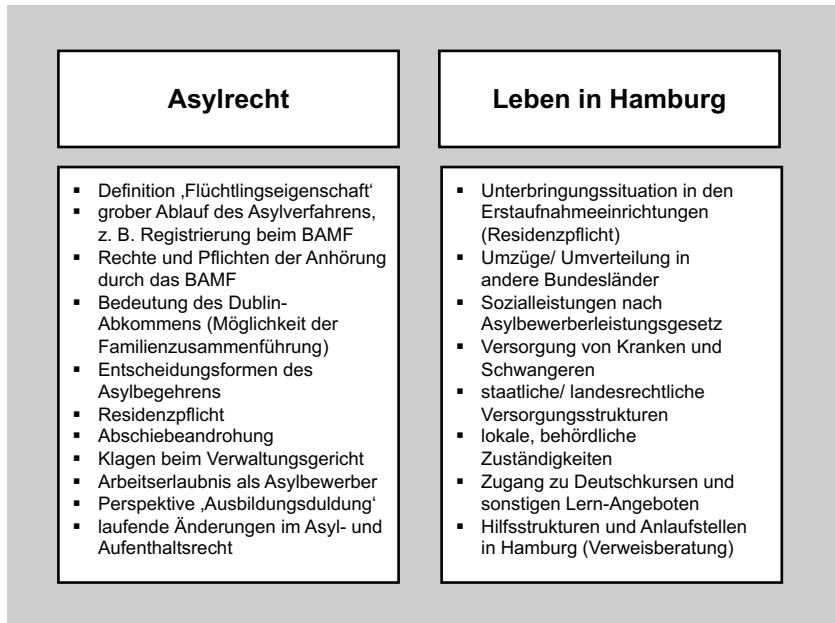 Asylrecht
▪ Definition ‚Flüchtlingseigenschaft‘
▪ grober Ablauf des Asylverfahrens,
z. B. Registrierung beim BAMF
▪ Rechte und Pflichten der Anhörung
durch das BAMF
▪ Bedeutung des Dublin-
Abkommens (Möglichkeit der
Familienzusammenführung)
▪ Entscheidungsformen des
Asylbegehrens
▪ Residenzpflicht
▪ Abschiebeandrohung
▪ Klagen beim Verwaltungsgericht
▪ Arbeitserlaubnis als Asylbewerber
▪ Perspektive ‚Ausbildungsduldung‘
▪ laufende Änderungen im Asyl- und
Aufenthaltsrecht
Leben in Hamburg
▪ Unterbringungssituation in den
Erstaufnahmeeinrichtungen
(Residenzpflicht)
▪ Umzüge/ Umverteilung in
andere Bundesländer
▪ Sozialleistungen nach
Asylbewerberleistungsgesetz
▪ Versorgung von Kranken und
Schwangeren
▪ staatliche/ landesrechtliche
Versorgungsstrukturen
▪ lokale, behördliche
Zuständigkeiten
▪ Zugang zu Deutschkursen und
sonstigen Lern-Angeboten
▪ Hilfsstrukturen und Anlaufstellen
in Hamburg (Verweisberatung)